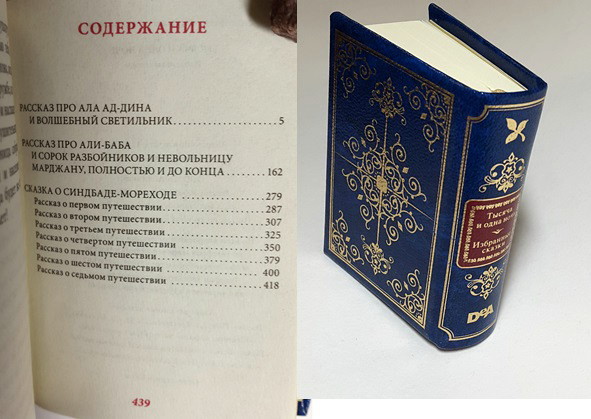 СОДЕРЖАНИЕ
РАССКАЗ ПРО АЛА АД-ДИНА
И ВОЛШЕБНЫЙ СВЕТИЛЬНИК 5
РАССКАЗ ПРО АЛИ-БАБА
И СОРОК РАЗБОЙНИКОВ И НЕВОЛЬНИЦУ
МАРДЖАНУ, ПОЛНОСТЬЮ И ДО КОНЦА 162
СКАЗКА О СИНДБАДЕ-МОРЕХОДЕ 279
Рассказ о первом путешествии 287
Рассказ о втором путешествии 307
Рассказ о третьем путешествии 325
Рассказ о четвертом путешествии 350
Рассказ о пятом путешествии 379
Рассказ о шестом путешествии 400
Рассказ о седьмом путешествии 418
439
Тысяча
и одна
Избранные
сказки
DeA